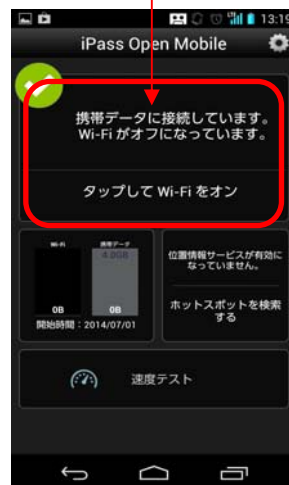 13:19
iPass Open Mobile
携帯データに接続しています。
Wi-Fi がオフになっています。
タップして Wi-Fi をオン
Wi-Fi 携帯データ
4.0GB
0B 0B
開始時間：2014/07/01
位置情報サービスが有効に
なっていません。
ホットスポットを検索
する
速度テスト